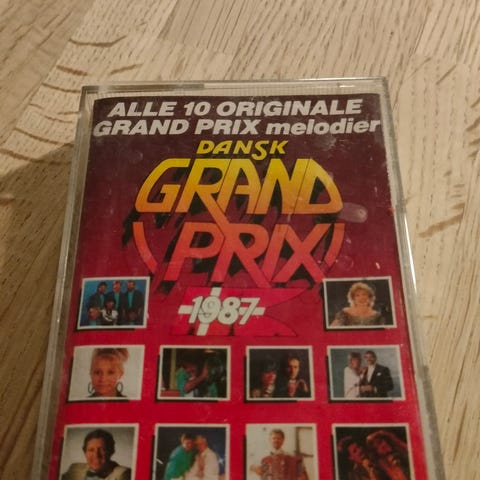 ALLE 10 ORIGINALE
GRAND PRIX melodier
DANSK
GRAND
PRIX
-1987-